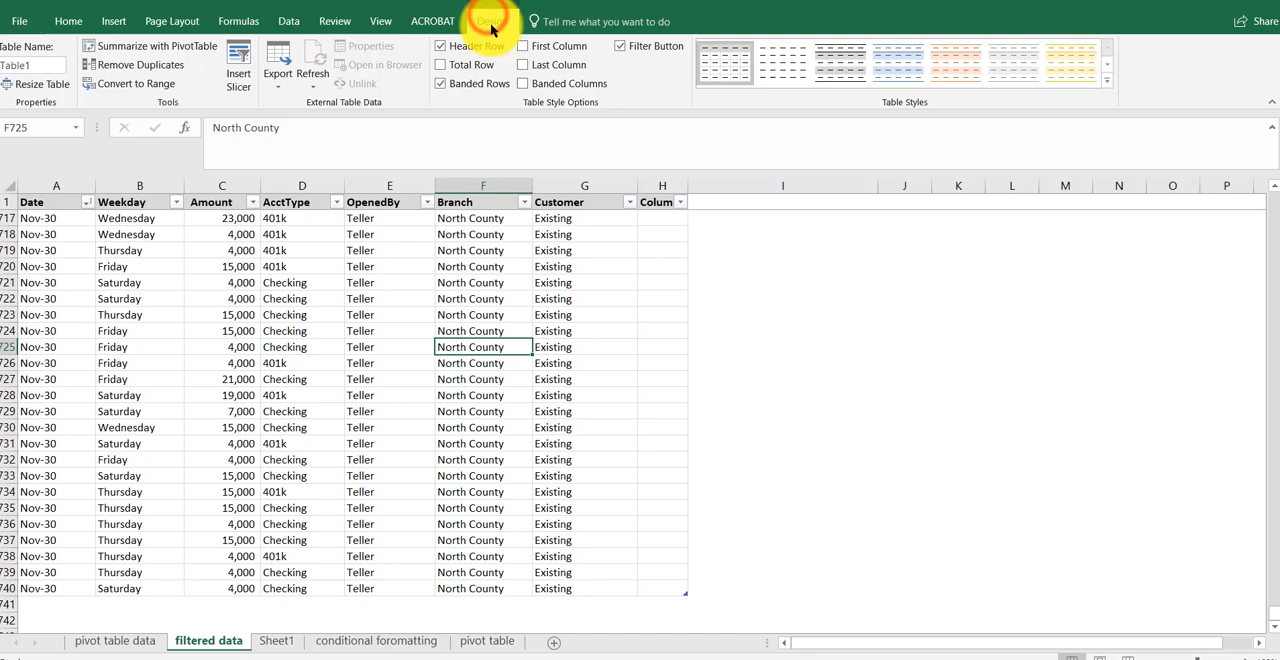 File Home Insert Page Layout Formulas Data Review View ACROBAT Design Tell me what you want to do Share
Table Name: Summarize with PivotTable Properties Header Row First Column Filter Button
Table1 Remove Duplic Insert Slicer Export Refresh n Browser Total Row Last Column
Resize Table Convert to Range Unlink Banded Rows Banded Columns
Properties Tools External Table Data Table Style Options Table Styles
F725 fx North County
A B C D E F G H I J K L M N O P
1 Date Weekday Amount AcctType OpenedBy Branch Customer Colum
717 Nov-30 Wednesday 23,000 401k Teller North County Existing
718 Nov-30 Wednesday 4,000 401k Teller North County Existing
719 Nov-30 Thursday 4,000 401k Teller North County Existing
720 Nov-30 Friday 15,000 401k Teller North County Existing
721 Nov-30 Saturday 4,000 Checking Teller North County Existing
722 Nov-30 Saturday 4,000 Checking Teller North County Existing
723 Nov-30 Thursday 15,000 Checking Teller North County Existing
724 Nov-30 Friday 15,000 Checking Teller North County Existing
725 Nov-30 Friday 4,000 Checking Teller North County Existing
726 Nov-30 Friday 4,000 401k Teller North County Existing
727 Nov-30 Friday 21,000 Checking Teller North County Existing
728 Nov-30 Saturday 19,000 401k Teller North County Existing
729 Nov-30 Saturday 7,000 Checking Teller North County Existing
730 Nov-30 Wednesday 15,000 Checking Teller North County Existing
731 Nov-30 Saturday 4,000 401k Teller North County Existing
732 Nov-30 Friday 4,000 Checking Teller North County Existing
733 Nov-30 Saturday 15,000 Checking Teller North County Existing
734 Nov-30 Thursday 15,000 401k Teller North County Existing
735 Nov-30 Thursday 15,000 Checking Teller North County Existing
736 Nov-30 Thursday 4,000 Checking Teller North County Existing
737 Nov-30 Thursday 15,000 Checking Teller North County Existing
738 Nov-30 Thursday 4,000 401k Teller North County Existing
739 Nov-30 Thursday 4,000 Checking Teller North County Existing
740 Nov-30 Saturday 4,000 Checking Teller North County Existing
741
742
pivot table data filtered data Sheet1 conditional foromatting pivot table